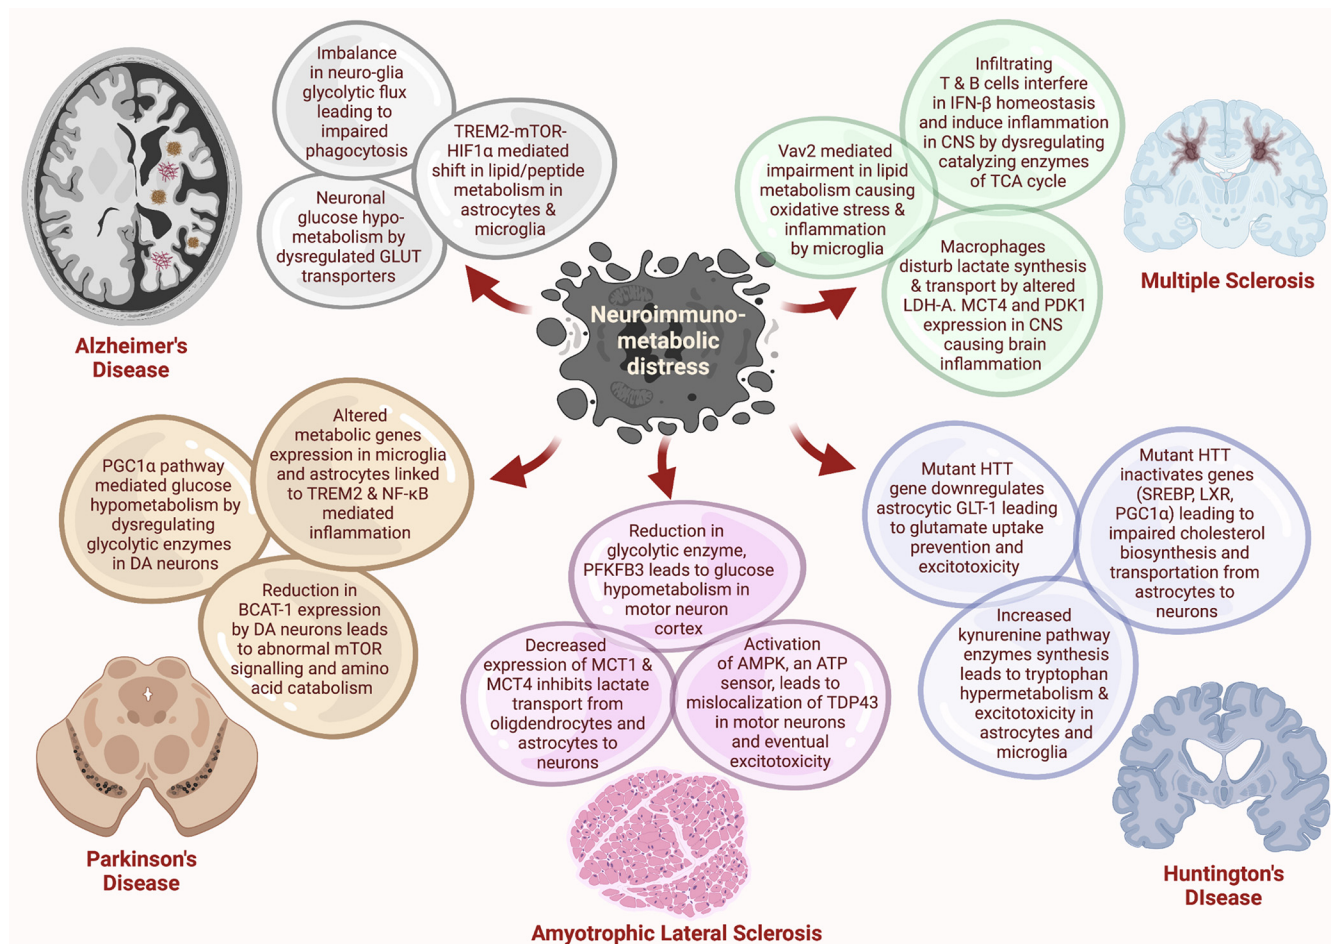 Imbalance
in neuro-glia
glycolytic flux
leading to
impaired
phagocytosis
TREM2-mTOR-
HIF1α mediated
shift in lipid/peptide
metabolism in
astrocytes &
microglia
Neuronal
glucose hypo-
metabolism by
dysregulated GLUT
transporters
Alzheimer's
Disease
Infiltrating
T & B cells interfere
in IFN-β homeostasis
and induce inflammation
in CNS by dysregulating
catalyzing enzymes
of TCA cycle
Vav2 mediated
impairment in lipid
metabolism causing
oxidative stress &
inflammation
by microglia
Macrophages
disturb lactate synthesis
& transport by altered
LDH-A. MCT4 and PDK1
expression in CNS
causing brain
inflammation
Multiple Sclerosis
Neuroimmuno-
metabolic
distress
Altered
metabolic genes
expression in microglia
and astrocytes linked
to TREM2 & NF-κB
mediated
inflammation
PGC1α pathway
mediated glucose
hypometabolism by
dysregulating
glycolytic enzymes
in DA neurons
Reduction in
BCAT-1 expression
by DA neurons leads
to abnormal mTOR
signalling and amino
acid catabolism
Parkinson's
Disease
Reduction in
glycolytic enzyme,
PFKFB3 leads to glucose
hypometabolism in
motor neuron
cortex
Decreased
expression of MCT1 &
MCT4 inhibits lactate
transport from
oligdendrocytes and
astrocytes to
neurons
Activation
of AMPK, an ATP
sensor, leads to
mislocalization of TDP43
in motor neurons
and eventual
excitotoxicity
Amyotrophic Lateral Sclerosis
Mutant HTT
gene downregulates
astrocytic GLT-1 leading
to glutamate uptake
prevention and
excitotoxicity
Mutant HTT
inactivates genes
(SREBP, LXR,
PGC1α) leading to
impaired cholesterol
biosynthesis and
transportation from
astrocytes to
neurons
Increased
kynurenine pathway
enzymes synthesis
leads to tryptophan
hypermetabolism &
excitotoxicity in
astrocytes and
microglia
Huntington's
DIsease